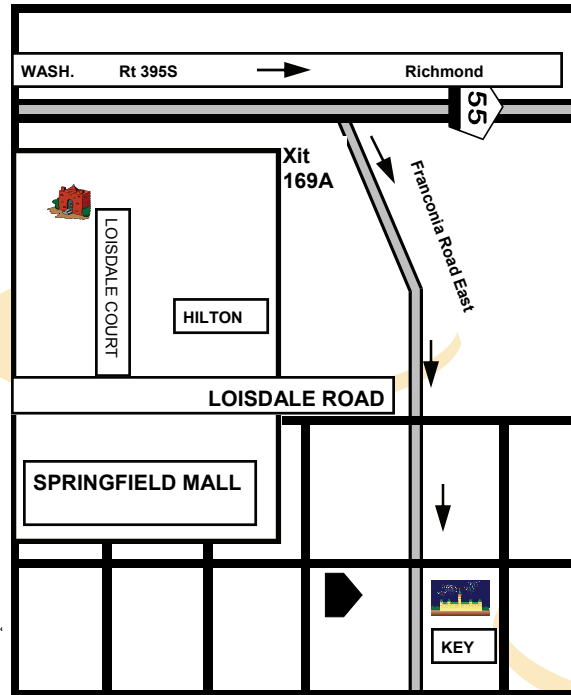 WASH. Rt 395S Richmond
55
Xit
169A
Franconia Road East
LOISDALE COURT
HILTON
LOISDALE ROAD
SPRINGFIELD MALL
KEY